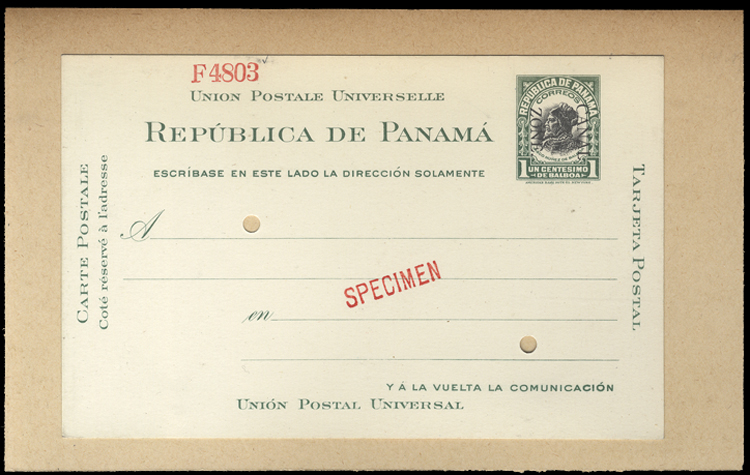 F4803
UNION POSTALE UNIVERSELLE
REPÚBLICA DE PANAMÁ
ESCRÍBASE EN ESTE LADO LA DIRECCIÓN SOLAMENTE
REPÚBLICA DE PANAMA
CORREOS
CANAL
ZONE
1 UN CENTESIMO 1
DE BALBOA
CARTE POSTALE
Coté réservé à l'adresse
TARJETA POSTAL
A
SPECIMEN
en
Y Á LA VUELTA LA COMUNICACIÓN
UNIÓN POSTAL UNIVERSAL